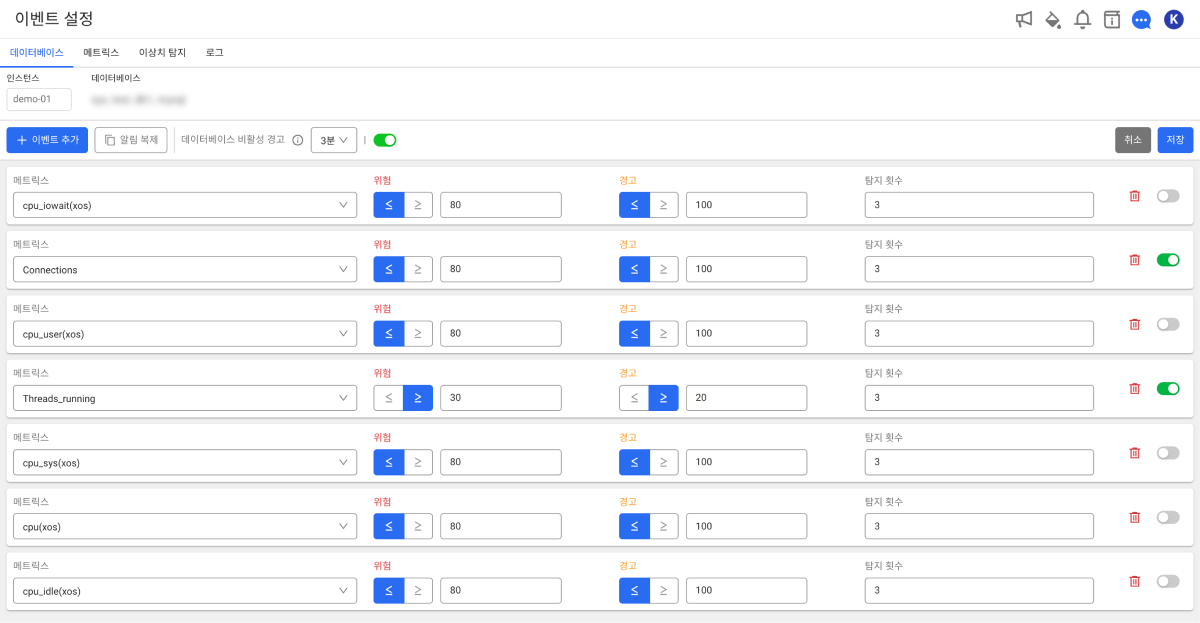 이벤트 설정
K
데이터베이스 메트릭스 이상치 탐지 로그
인스턴스 데이터베이스
demo-01
+ 이벤트 추가 알림 복제 데이터베이스 비활성 경고 3분 | 취소 저장
메트릭스 위험 경고 탐지 횟수
cpu_iowait(xos) ≤ ≥ 80 ≤ ≥ 100 3
메트릭스 위험 경고 탐지 횟수
Connections ≤ ≥ 80 ≤ ≥ 100 3
메트릭스 위험 경고 탐지 횟수
cpu_user(xos) ≤ ≥ 80 ≤ ≥ 100 3
메트릭스 위험 경고 탐지 횟수
Threads_running ≤ ≥ 30 ≤ ≥ 20 3
메트릭스 위험 경고 탐지 횟수
cpu_sys(xos) ≤ ≥ 80 ≤ ≥ 100 3
메트릭스 위험 경고 탐지 횟수
cpu(xos) ≤ ≥ 80 ≤ ≥ 100 3
메트릭스 위험 경고 탐지 횟수
cpu_idle(xos) ≤ ≥ 80 ≤ ≥ 100 3